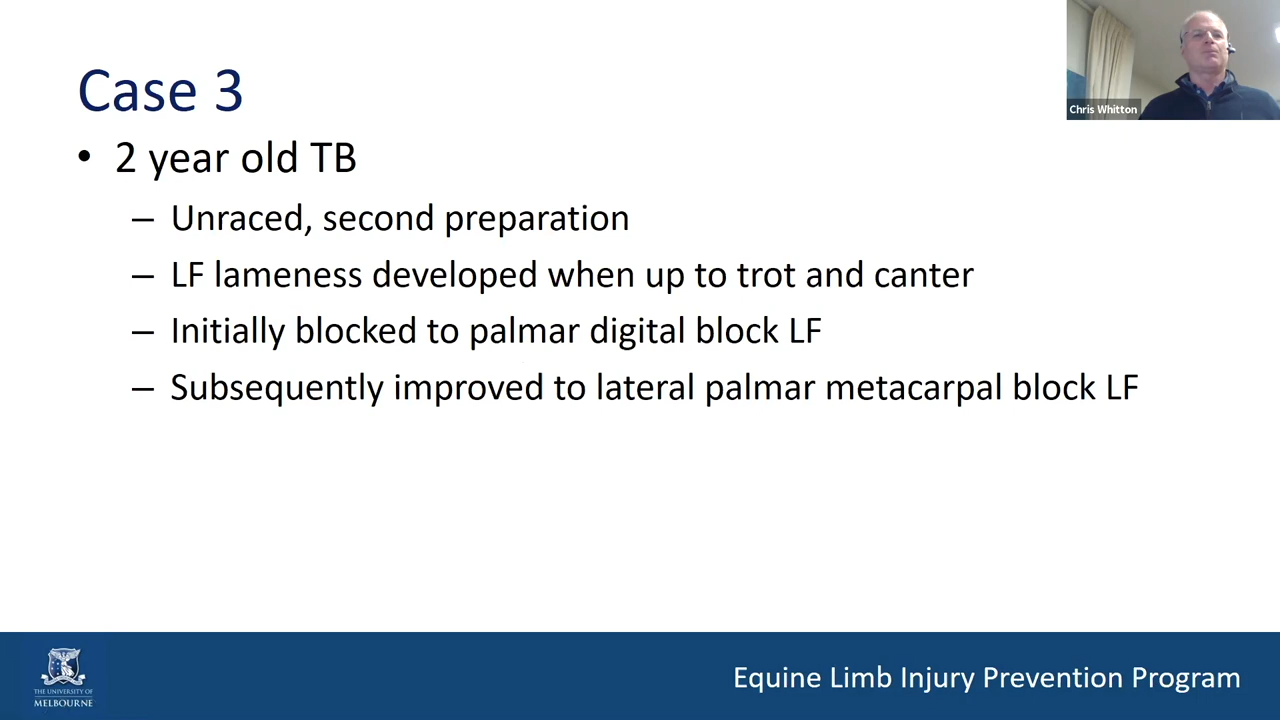 Case 3
• 2 year old TB
– Unraced, second preparation
– LF lameness developed when up to trot and canter
– Initially blocked to palmar digital block LF
– Subsequently improved to lateral palmar metacarpal block LF
Chris Whitton
THE UNIVERSITY OF
MELBOURNE
Equine Limb Injury Prevention Program